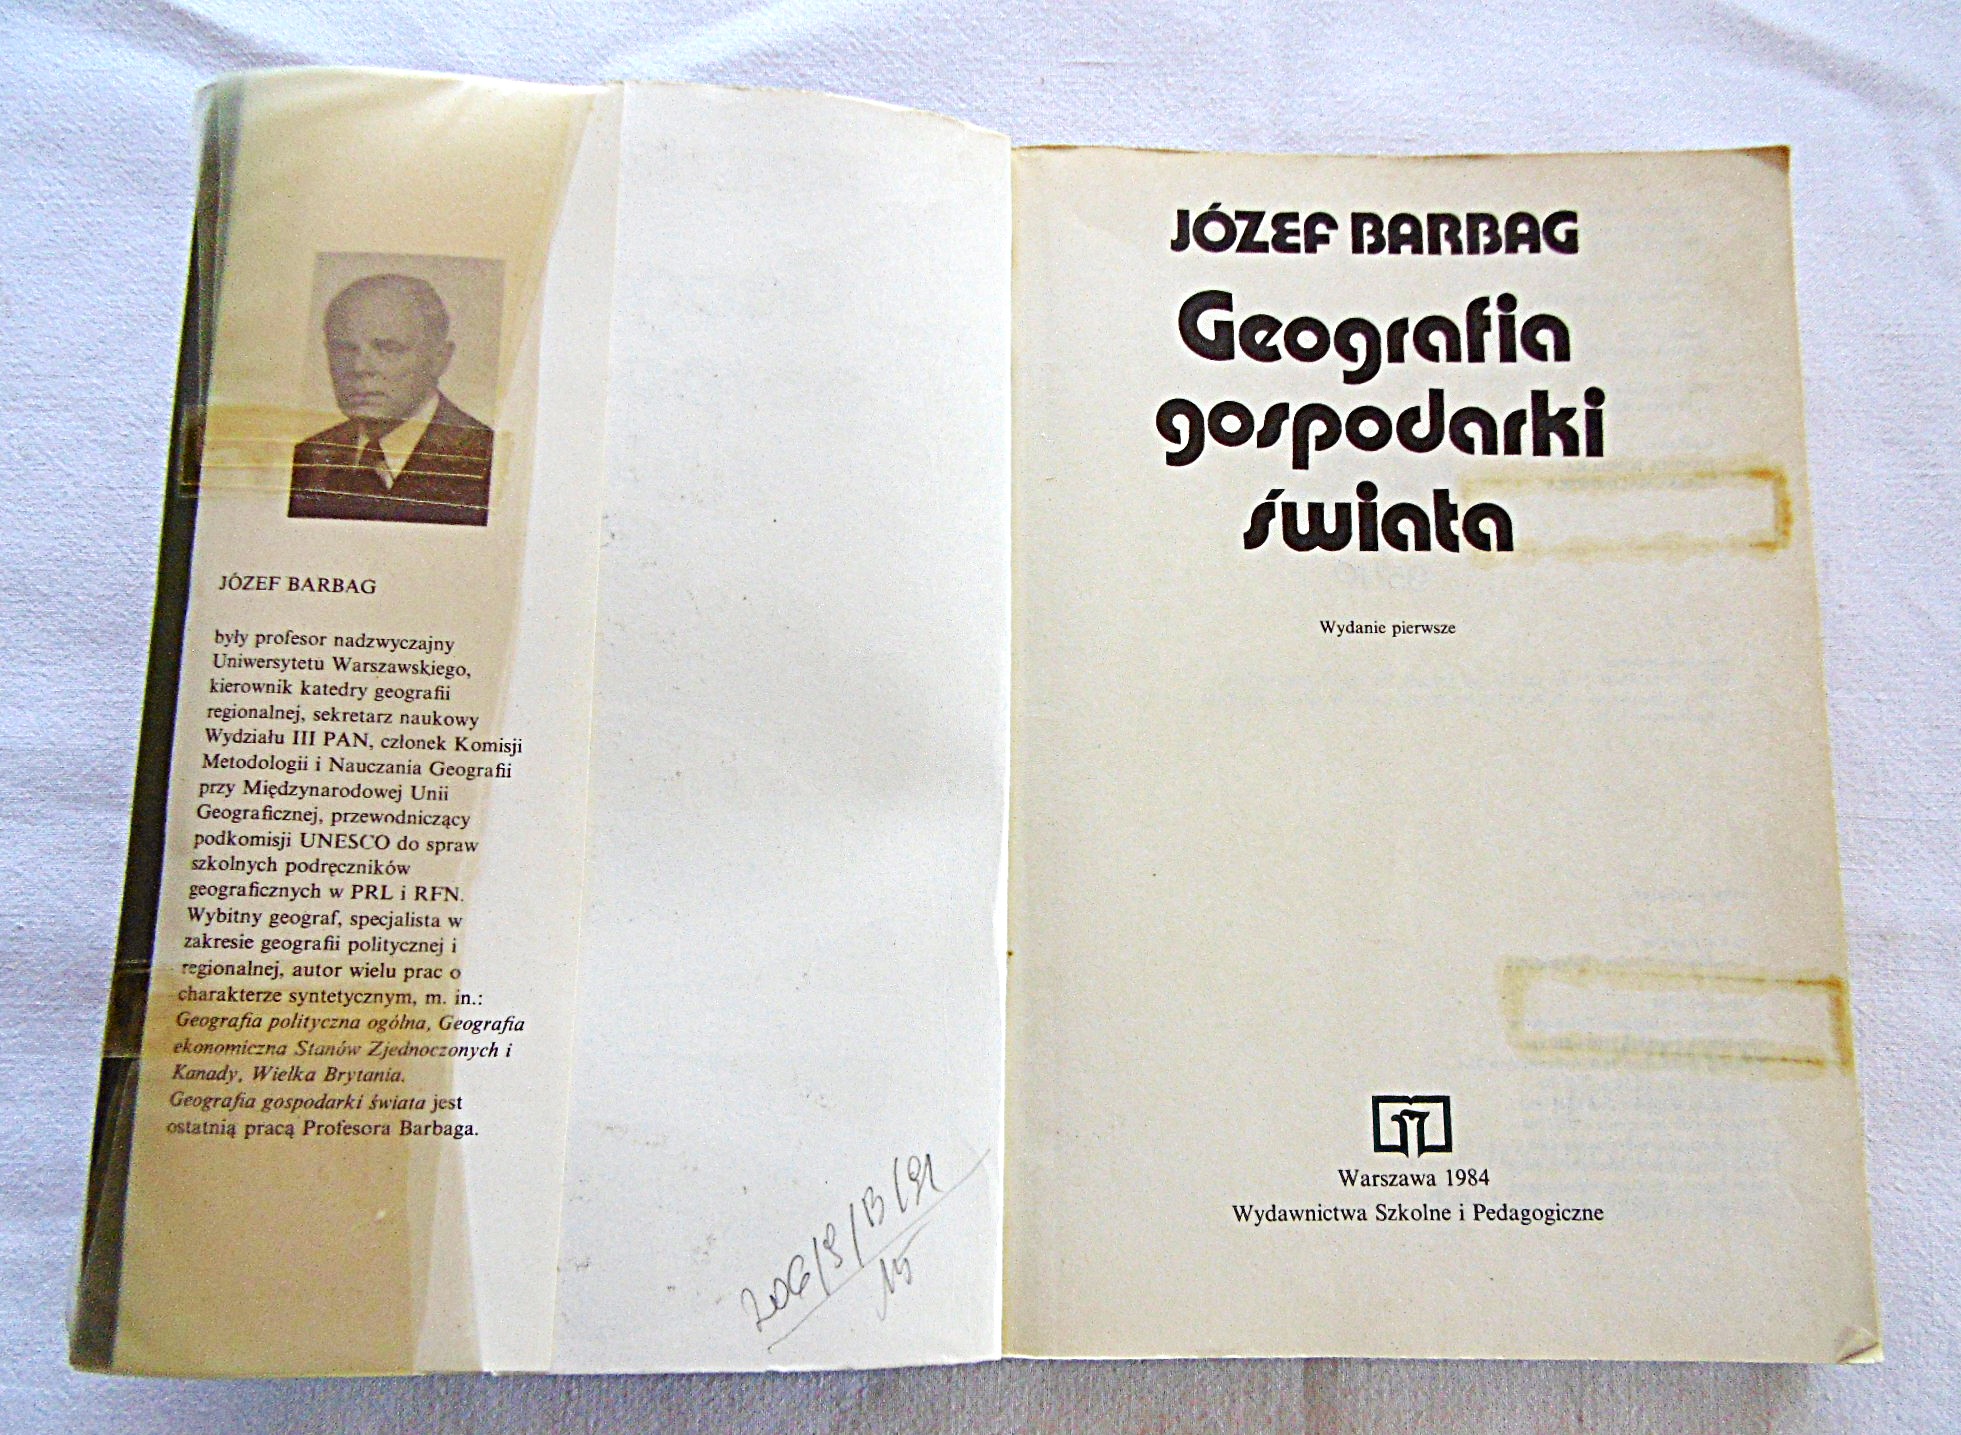 JÓZEF BARBAG
były profesor nadzwyczajny
Uniwersytetu Warszawskiego,
kierownik katedry geografii
regionalnej, sekretarz naukowy
Wydziału III PAN, członek Komisji
Metodologii i Nauczania Geografii
przy Międzynarodowej Unii
Geograficznej, przewodniczący
podkomisji UNESCO do spraw
szkolnych podręczników
geograficznych w PRL i RFN.
Wybitny geograf, specjalista w
zakresie geografii politycznej i
regionalnej, autor wielu prac o
charakterze syntetycznym, m. in.:
Geografia polityczna ogólna, Geografia
ekonomiczna Stanów Zjednoczonych i
Kanady, Wielka Brytania.
Geografia gospodarki świata jest
ostatnią pracą Profesora Barbaga.
JÓZEF BARBAG
Geografia
gospodarki
świata
Wydanie pierwsze
Warszawa 1984
Wydawnictwa Szkolne i Pedagogiczne